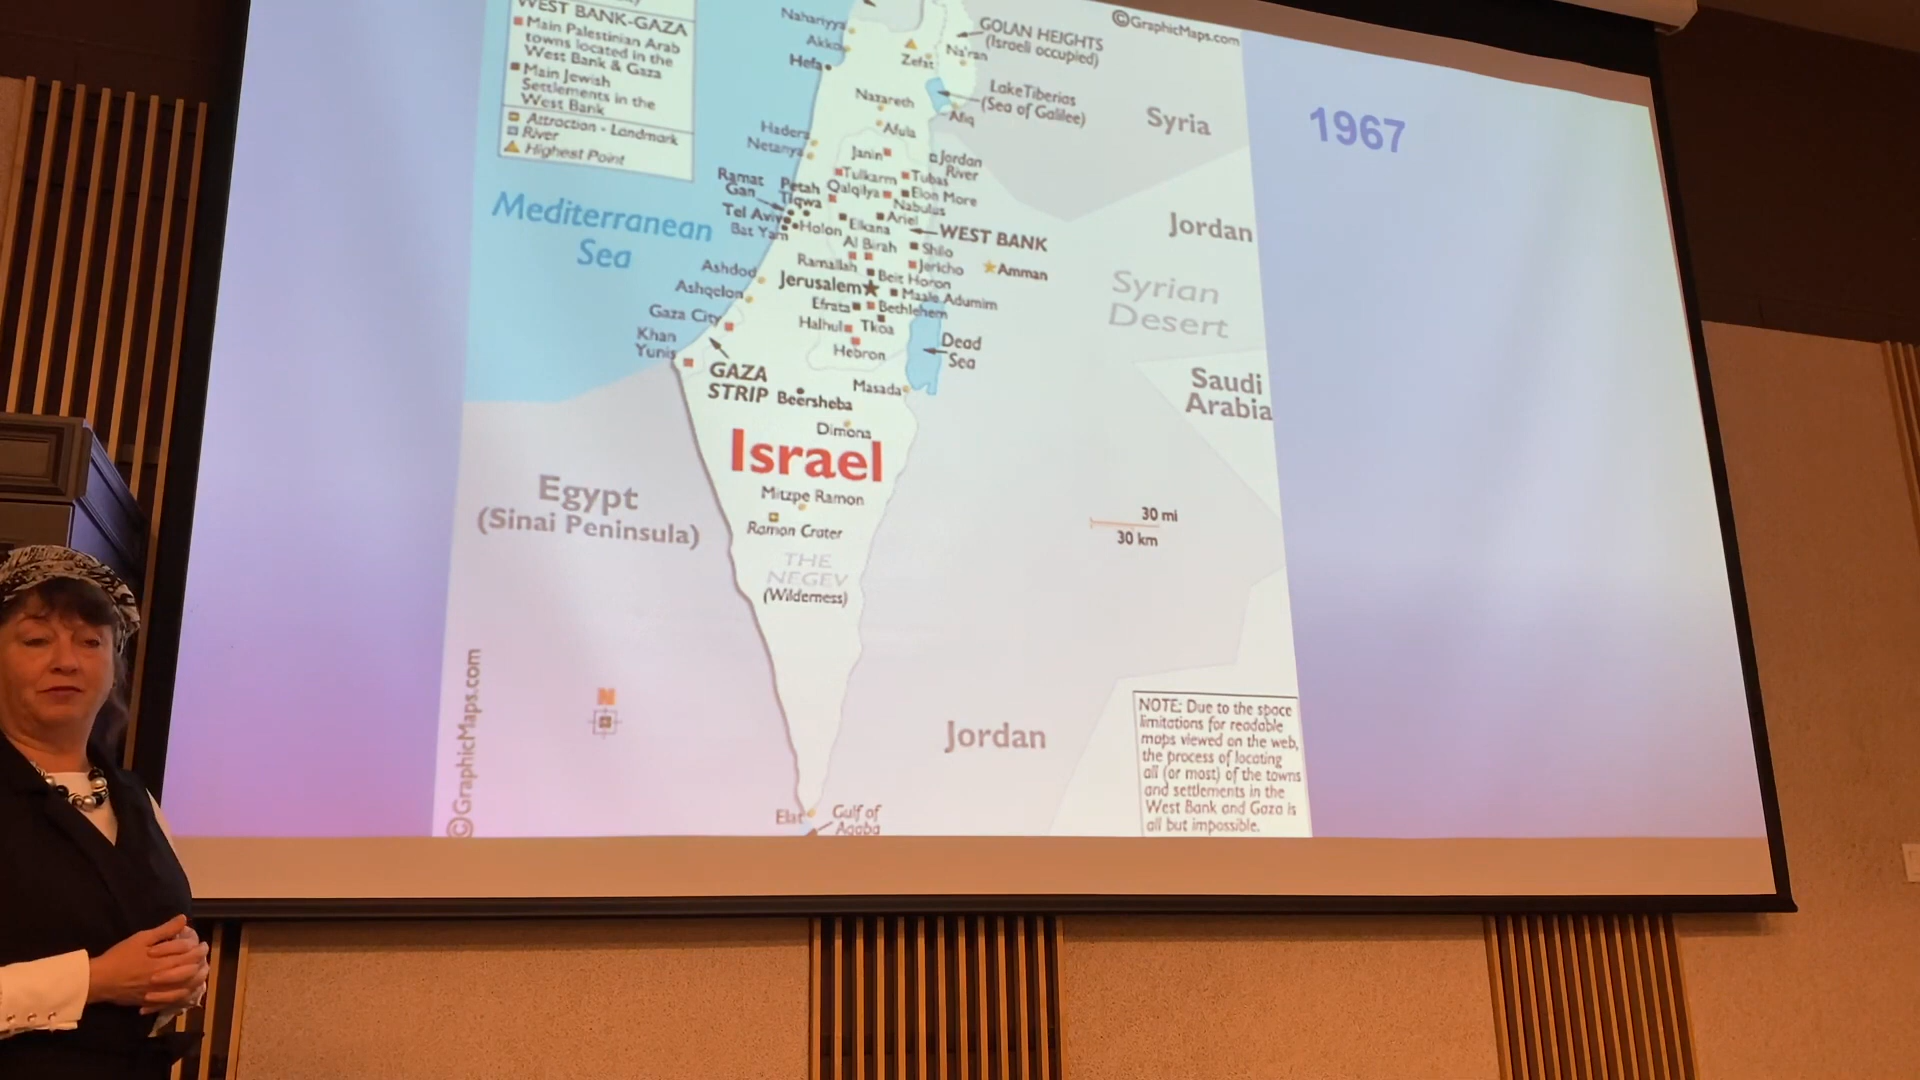 WEST BANK-GAZA
Main Palestinian Arab
towns located in the
West Bank & Gaza
Main Jewish
Settlements in the
West Bank
Attraction - Landmark
River
Highest Point
©GraphicMaps.com
1967
Nahariyya
Akko
Hefa
Zefat
Na'ran
GOLAN HEIGHTS
(Israeli occupied)
Lake Tiberias
(Sea of Galilee)
Afiq
Syria
Nazareth
Afula
Hadera
Netanya
Janin
Jordan
River
Tulkarm
Tubas
Ramat
Gan
Petah
Tiqwa
Qalqilya
Elon More
Nabulus
Mediterranean
Sea
Tel Aviv
Bat Yam
Holon
Elkana
Ariel
WEST BANK
Jordan
Al Birah
Shilo
Ramallah
Jericho
Amman
Ashdod
Beit Horon
Jerusalem
Maale Adumim
Syrian
Desert
Ashqelon
Efrata
Bethlehem
Gaza City
Halhul
Tkoa
Khan
Yunis
Hebron
Dead
Sea
GAZA
STRIP
Beersheba
Masada
Saudi
Arabia
Dimona
Israel
Egypt
(Sinai Peninsula)
Mitzpe Ramon
Ramon Crater
30 mi
30 km
THE
NEGEV
(Wilderness)
©GraphicMaps.com
N
Jordan
NOTE: Due to the space
limitations for readable
maps viewed on the web,
the process of locating
all (or most) of the towns
and settlements in the
West Bank and Gaza is
all but impossible.
Elat
Gulf of
Aqaba